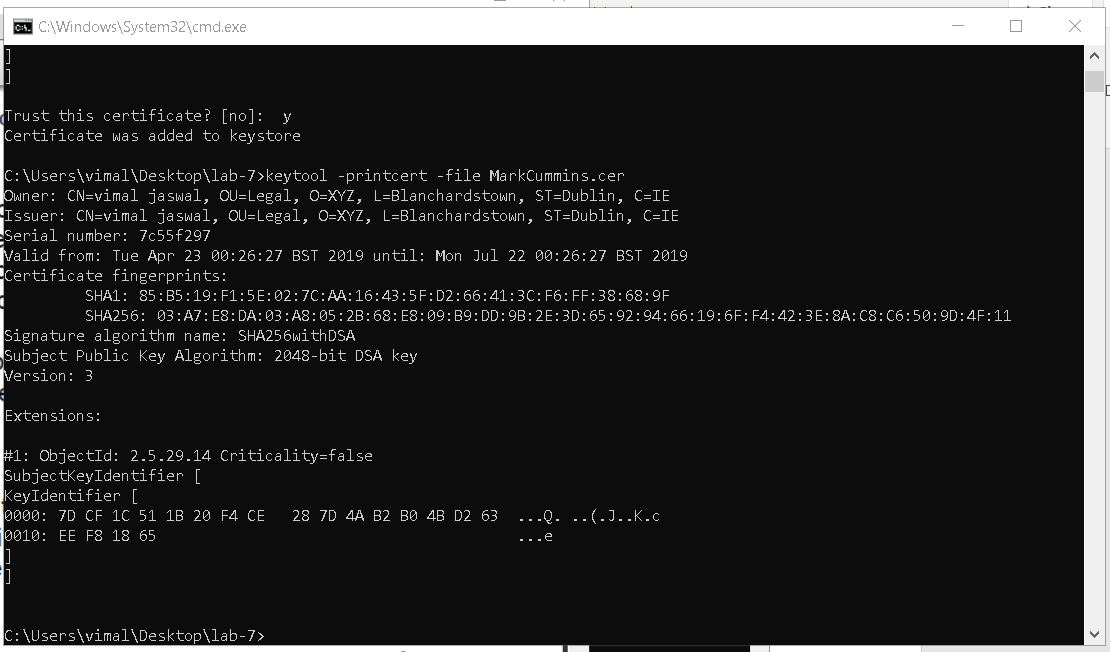 C:\Windows\System32\cmd.exe
]
]
Trust this certificate? [no]:  y
Certificate was added to keystore
C:\Users\vimal\Desktop\lab-7>keytool -printcert -file MarkCummins.cer
Owner: CN=vimal jaswal, OU=Legal, O=XYZ, L=Blanchardstown, ST=Dublin, C=IE
Issuer: CN=vimal jaswal, OU=Legal, O=XYZ, L=Blanchardstown, ST=Dublin, C=IE
Serial number: 7c55f297
Valid from: Tue Apr 23 00:26:27 BST 2019 until: Mon Jul 22 00:26:27 BST 2019
Certificate fingerprints:
         SHA1: 85:B5:19:F1:5E:02:7C:AA:16:43:5F:D2:66:41:3C:F6:FF:38:68:9F
         SHA256: 03:A7:E8:DA:03:A8:05:2B:68:E8:09:B9:DD:9B:2E:3D:65:92:94:66:19:6F:F4:42:3E:8A:C8:C6:50:9D:4F:11
Signature algorithm name: SHA256withDSA
Subject Public Key Algorithm: 2048-bit DSA key
Version: 3
Extensions:
#1: ObjectId: 2.5.29.14 Criticality=false
SubjectKeyIdentifier [
KeyIdentifier [
0000: 7D CF 1C 51 1B 20 F4 CE   28 7D 4A B2 B0 4B D2 63  ...Q. ..(.J..K.c
0010: EE F8 18 65                                        ...e
]
]
C:\Users\vimal\Desktop\lab-7>